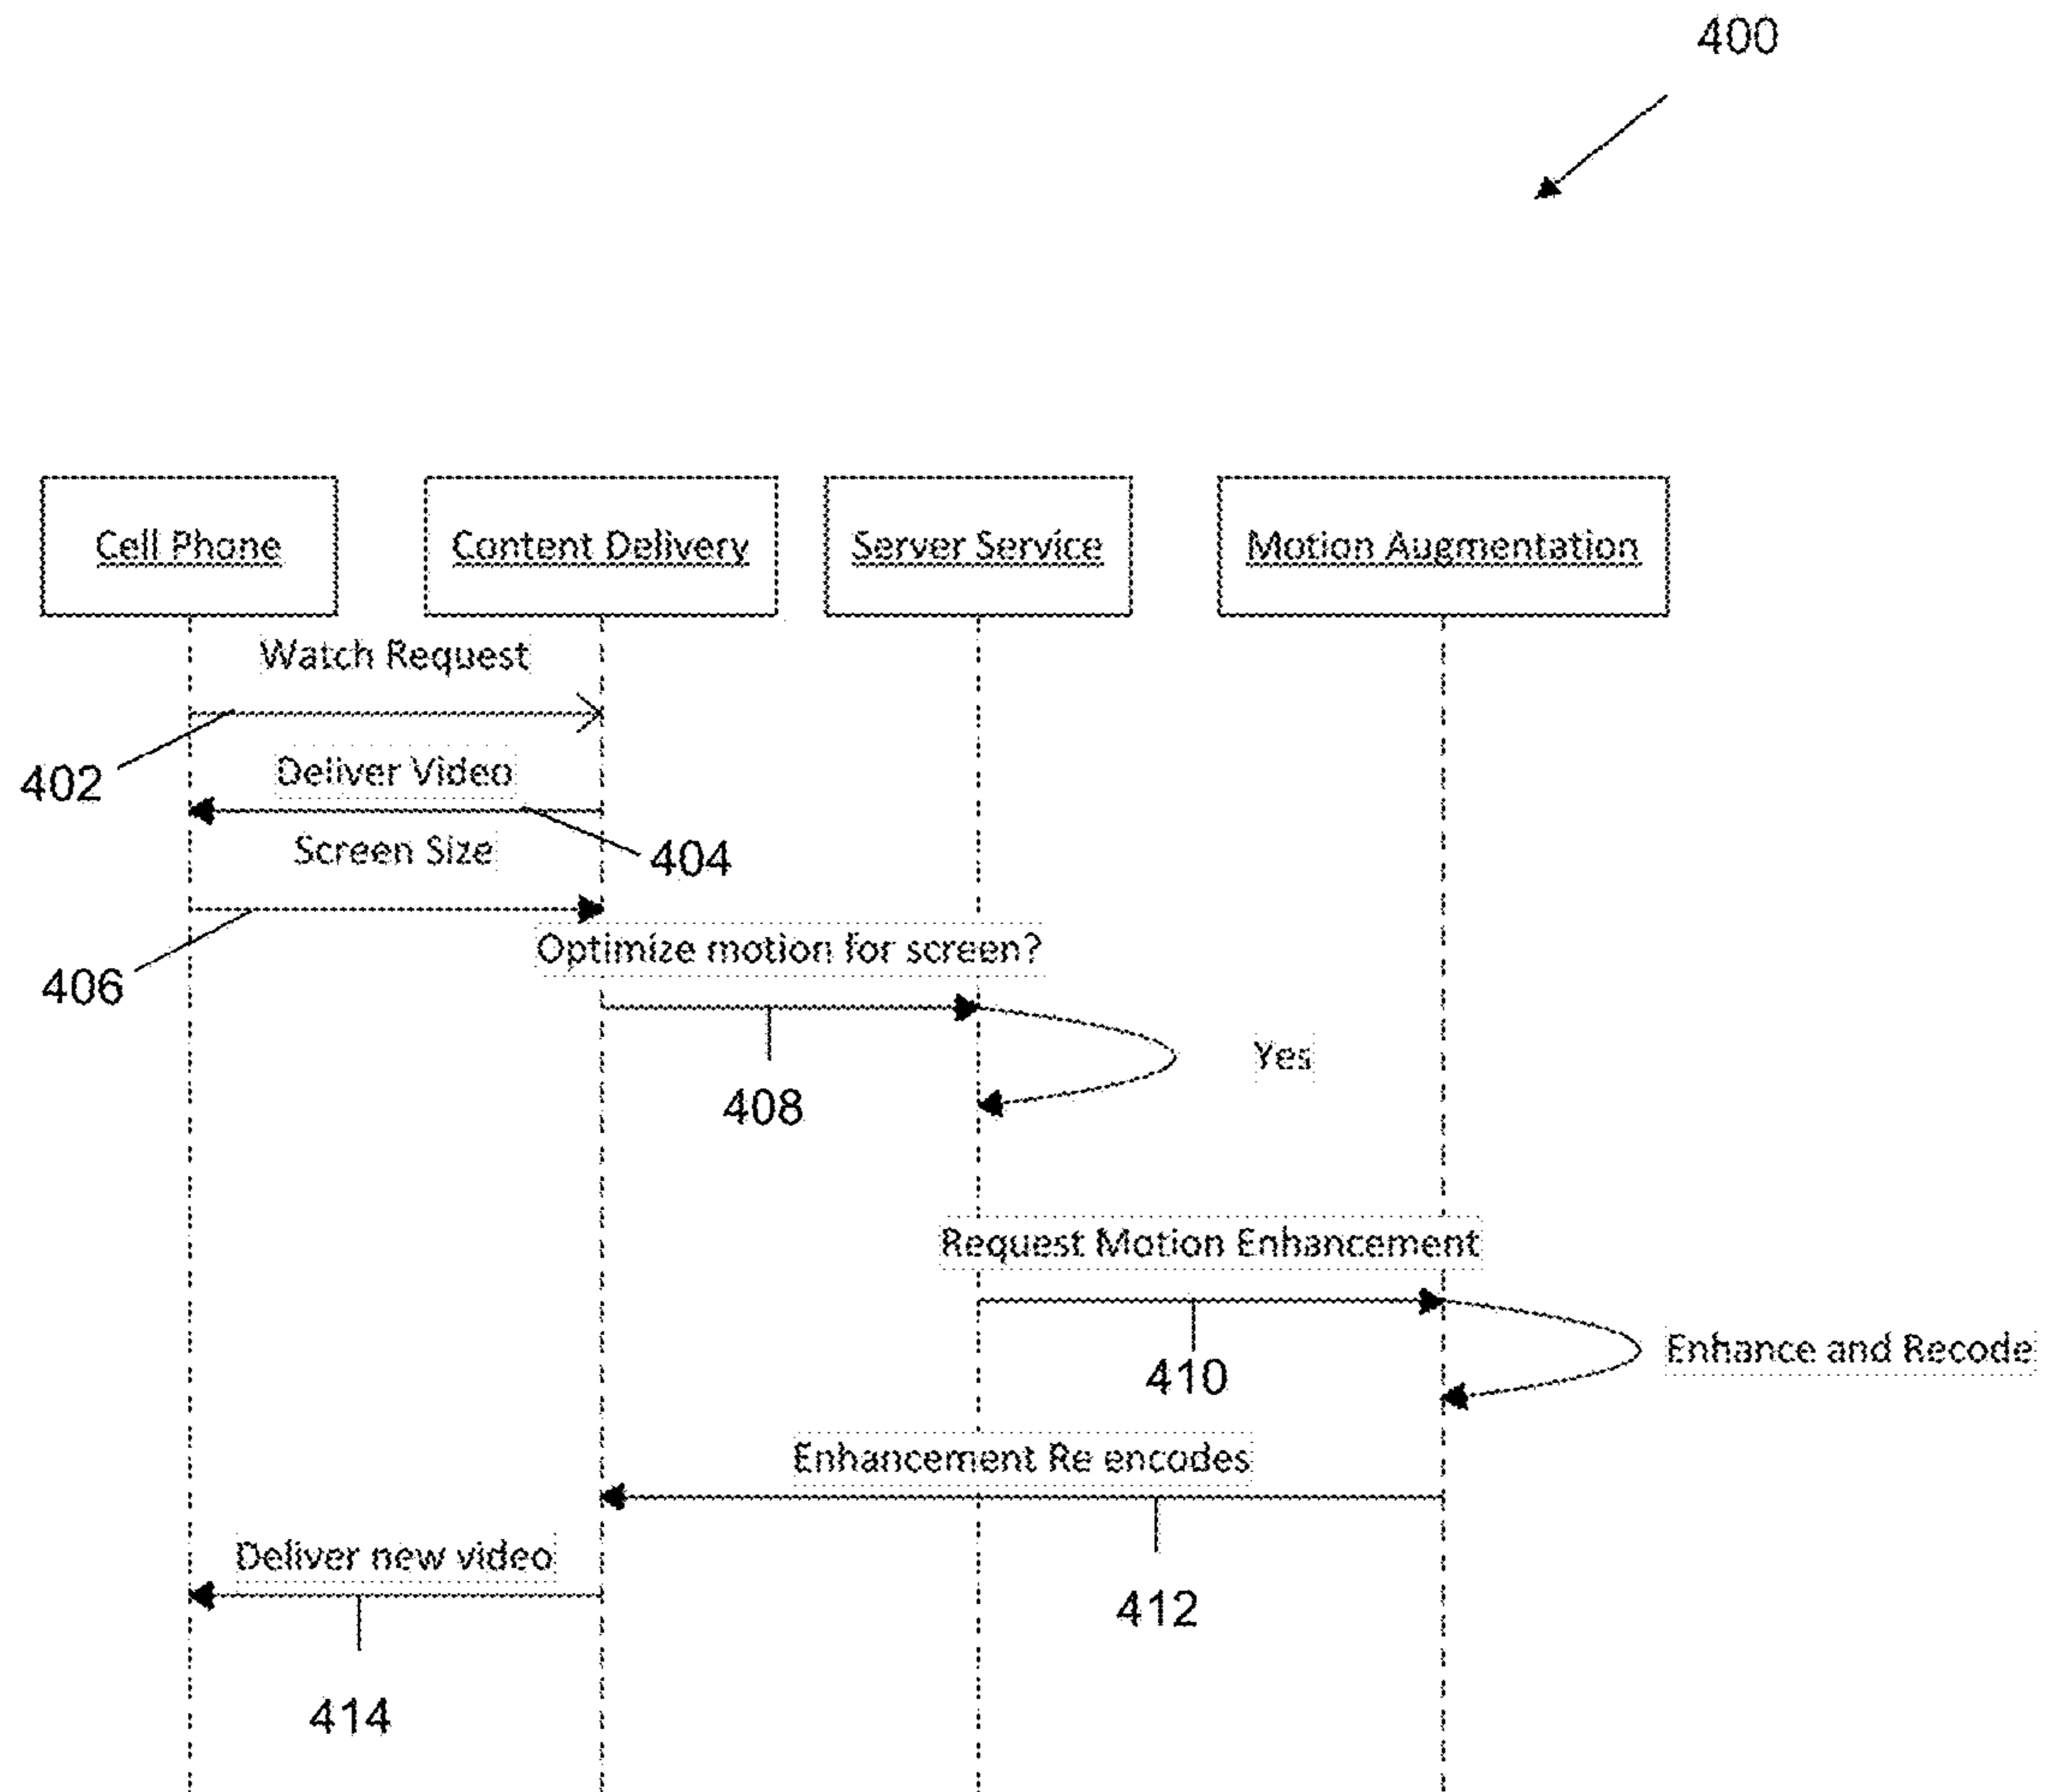 400
Cell Phone
Content Delivery
Server Service
Motion Augmentation
Watch Request
402
Deliver Video
404
Screen Size
406
Optimize motion for screen?
408
Yes
Request Motion Enhancement
410
Enhance and Recode
Enhancement Re encodes
412
Deliver new video
414